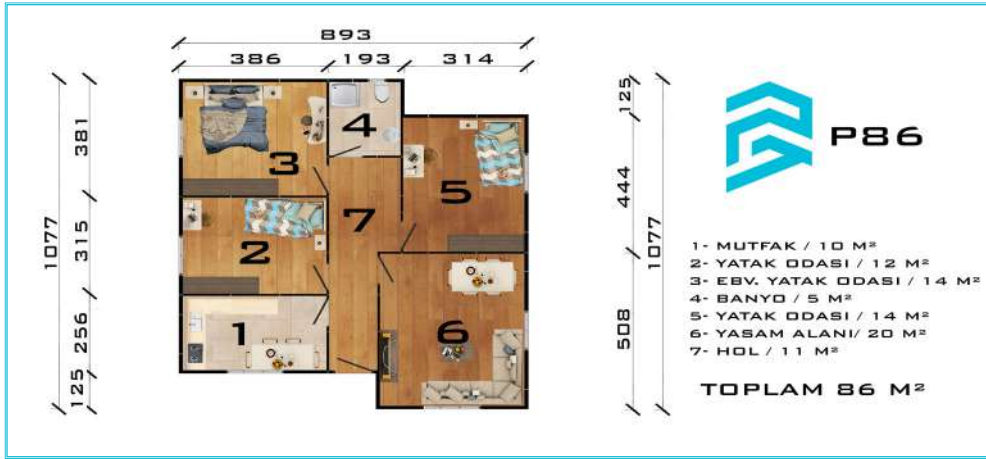 893
386 193 314
1077
381
315
256
125
3
4
5
2
7
1
6
125
444
508
1077
P86
1- MUTFAK / 10 M²
2- YATAK ODASI / 12 M²
3- EBV. YATAK ODASI / 14 M²
4- BANYO / 5 M²
5- YATAK ODASI / 14 M²
6- YASAM ALANI/ 20 M²
7- HOL / 11 M²
TOPLAM 86 M²